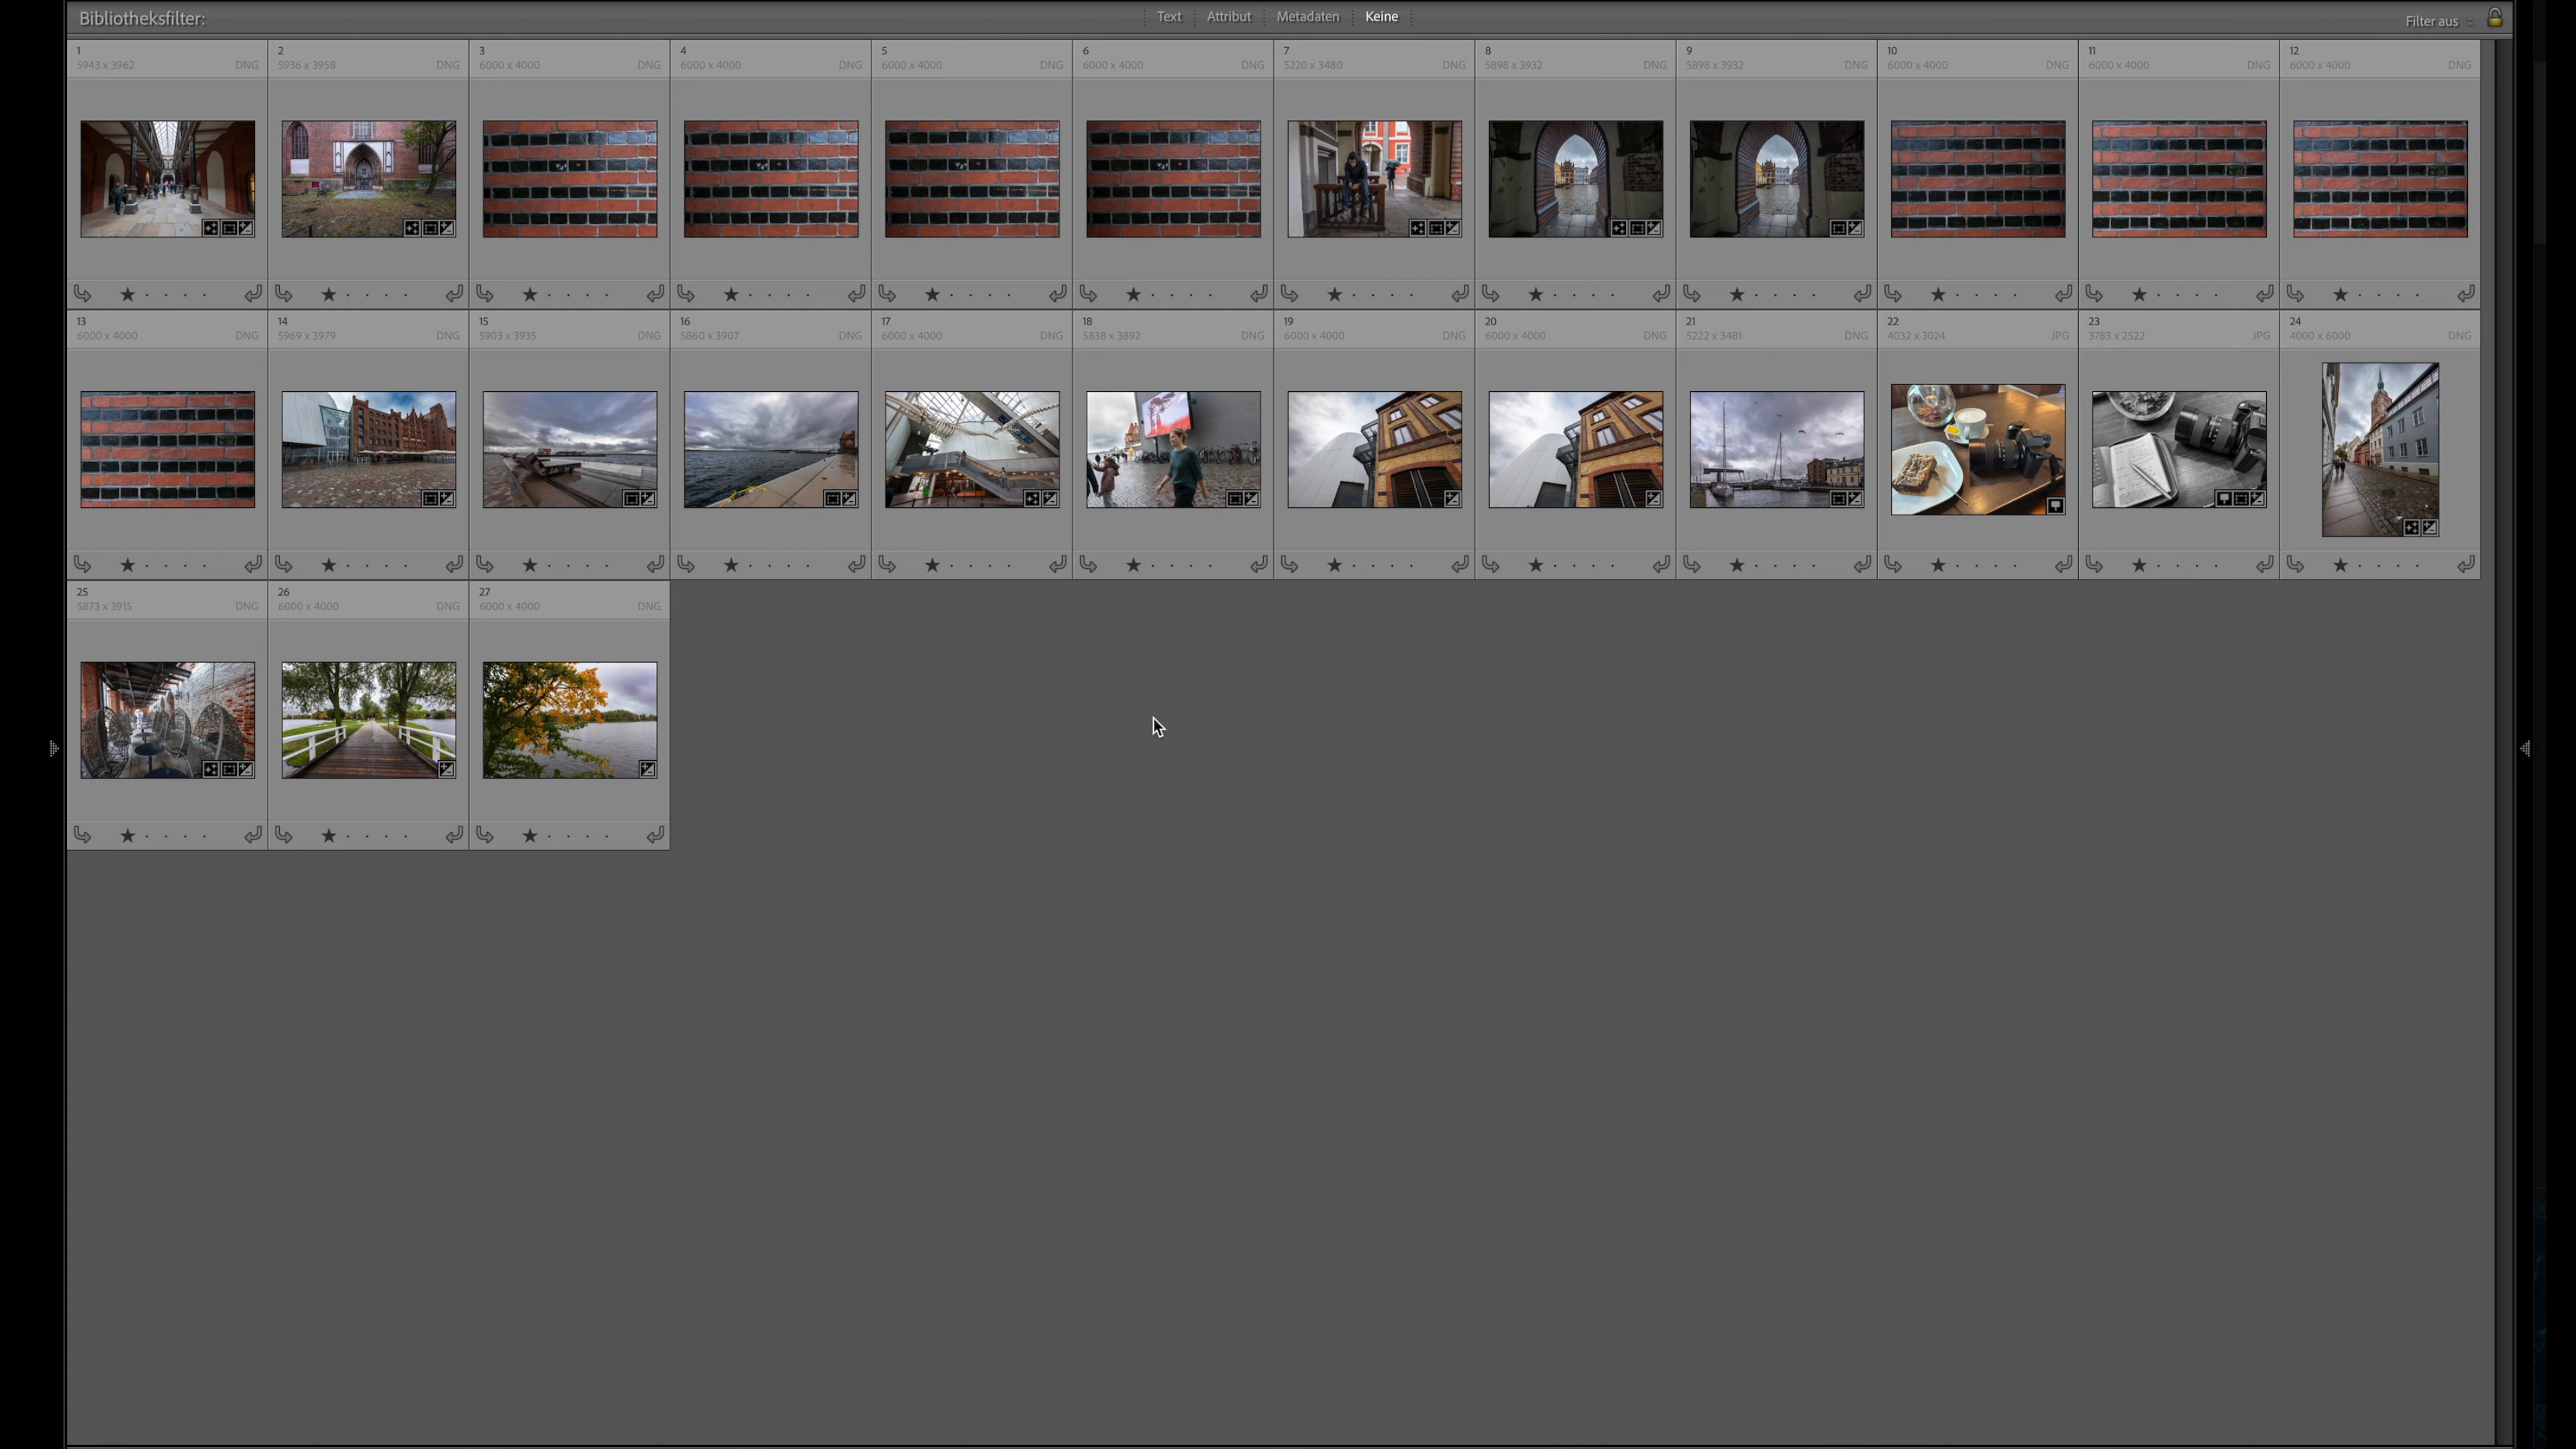 Bibliotheksfilter: Text Attribut Metadaten Keine Filter aus
1 2 3 4 5 6 7 8 9 10 11 12
5943 x 3962 DNG 5936 x 3958 DNG 6000 x 4000 DNG 6000 x 4000 DNG 6000 x 4000 DNG 6000 x 4000 DNG 5220 x 3480 DNG 5898 x 3932 DNG 5898 x 3932 DNG 6000 x 4000 DNG 6000 x 4000 DNG 6000 x 4000 DNG
13 14 15 16 17 18 19 20 21 22 23 24
6000 x 4000 DNG 5969 x 3979 DNG 5903 x 3935 DNG 5860 x 3907 DNG 6000 x 4000 DNG 5838 x 3892 DNG 6000 x 4000 DNG 6000 x 4000 DNG 5222 x 3481 DNG 4032 x 3024 JPG 3783 x 2522 JPG 4000 x 6000 DNG
25 26 27
5873 x 3915 DNG 6000 x 4000 DNG 6000 x 4000 DNG